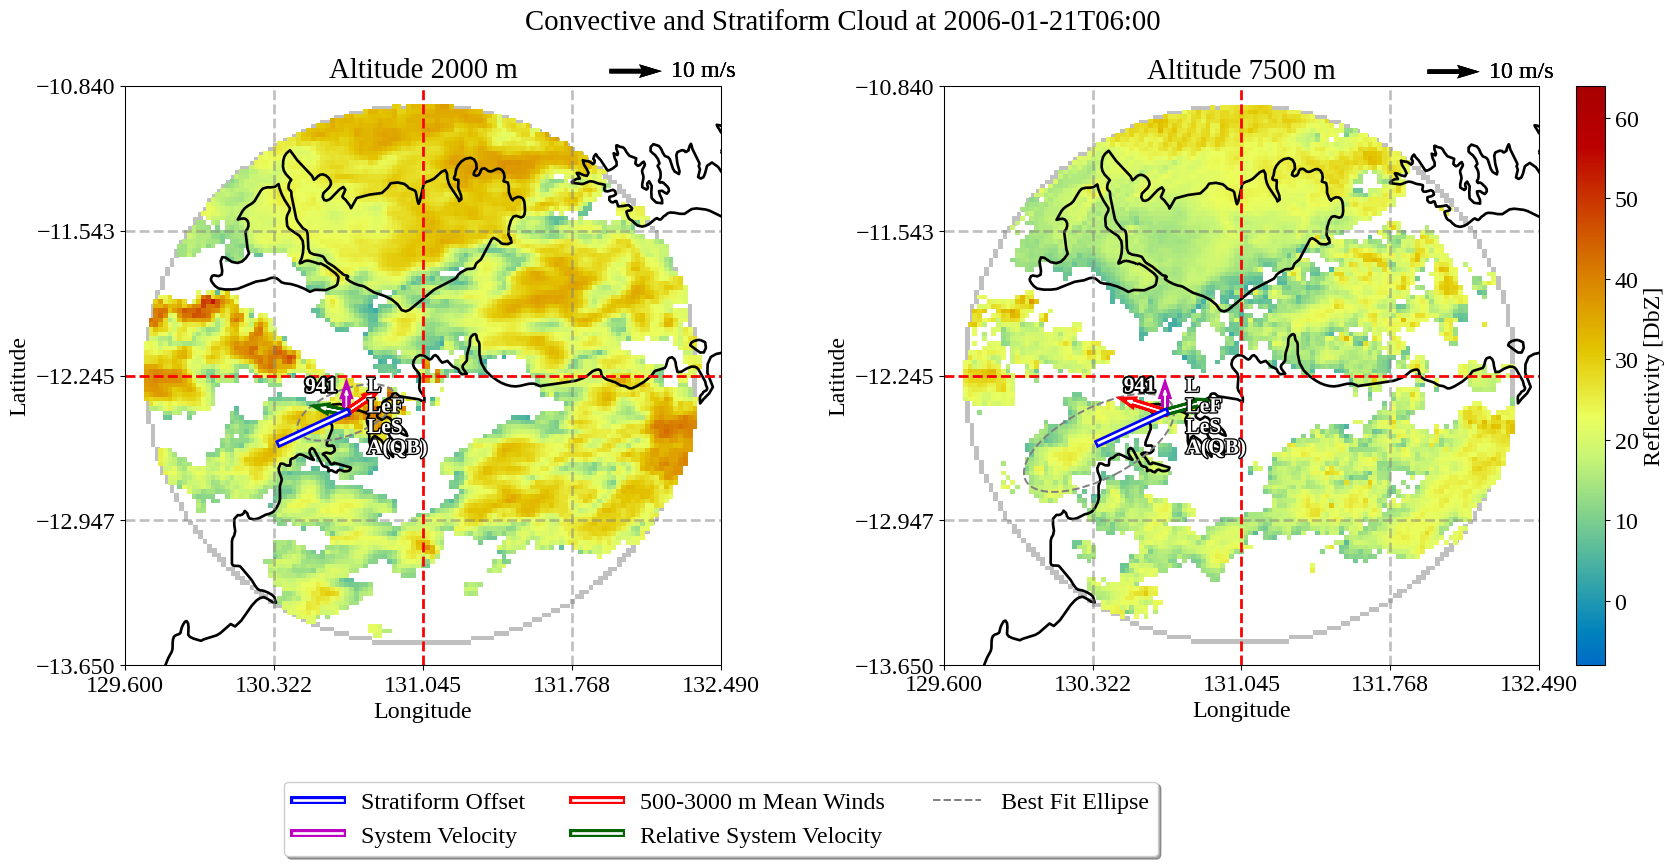 Convective and Stratiform Cloud at 2006-01-21T06:00
Altitude 2000 m
10 m/s
Altitude 7500 m
10 m/s
−10.840
−11.543
−12.245
−12.947
−13.650
Latitude
129.600
130.322
131.045
131.768
132.490
Longitude
941
L
LeF
LeS
A(QB)
−10.840
−11.543
−12.245
−12.947
−13.650
Latitude
129.600
130.322
131.045
131.768
132.490
Longitude
941
L
LeF
LeS
A(QB)
60
50
40
30
20
10
0
Reflectivity [DbZ]
Stratiform Offset
System Velocity
500-3000 m Mean Winds
Relative System Velocity
Best Fit Ellipse